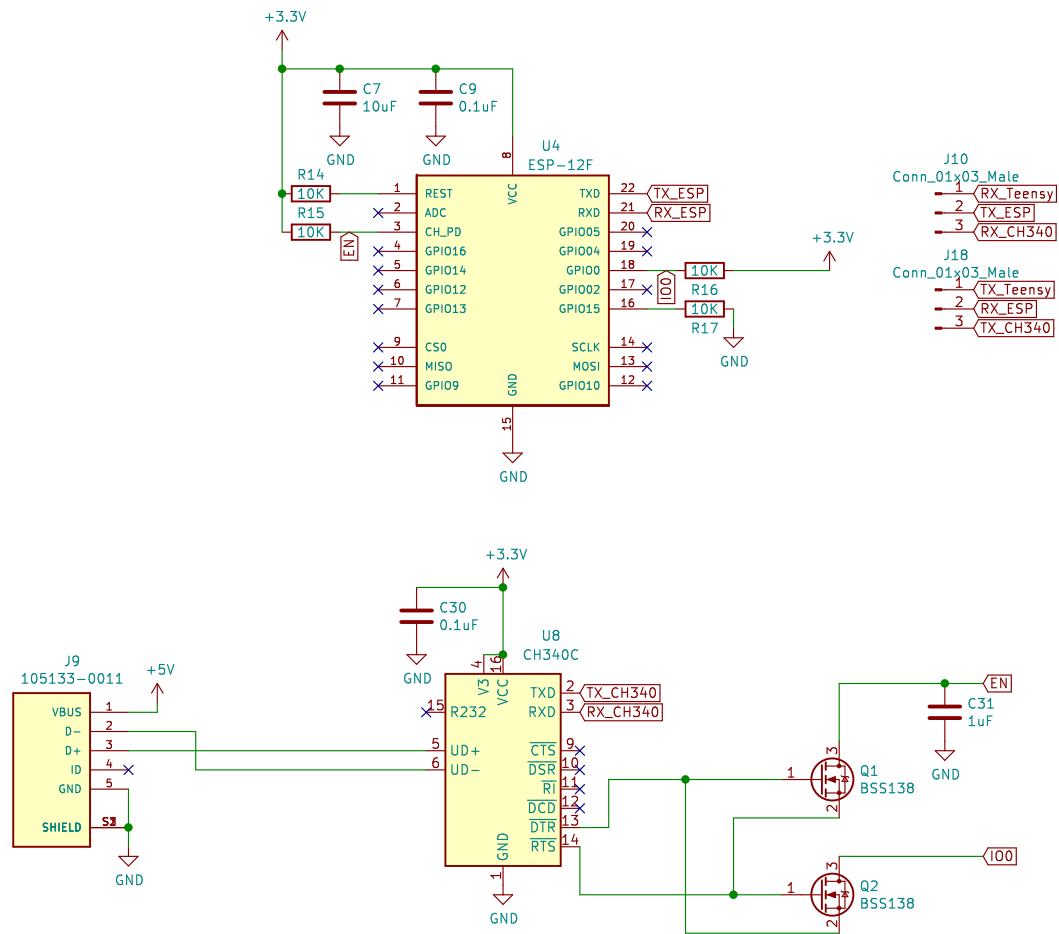 +3.3V
C7
10uF
C9
0.1uF
GND
GND
U4
ESP-12F
8
VCC
R14
10K
1
REST
R15
10K
2
ADC
3
CH_PD
EN
4
GPIO16
5
GPIO14
6
GPIO12
7
GPIO13
9
CS0
10
MISO
11
GPIO9
TXD
22
TX_ESP
RXD
21
RX_ESP
GPIO05
20
GPIO04
19
GPIO0
18
IO0
10K
R16
+3.3V
GPIO02
17
GPIO15
16
10K
R17
GND
SCLK
14
MOSI
13
GPIO10
12
GND
15
GND
J10
Conn_01x03_Male
1
RX_Teensy
2
TX_ESP
3
RX_CH340
J18
Conn_01x03_Male
1
TX_Teensy
2
RX_ESP
3
TX_CH340
+3.3V
C30
0.1uF
GND
U8
CH340C
4
16
V3
VCC
15
R232
5
UD+
6
UD-
TXD
2
TX_CH340
RXD
3
RX_CH340
CTS
9
DSR
10
RI
11
DCD
12
DTR
13
RTS
14
GND
1
GND
J9
105133-0011
+5V
VBUS
1
D-
2
D+
3
ID
4
GND
5
SHIELD
GND
EN
C31
1uF
GND
3
1
Q1
BSS138
2
IO0
3
1
Q2
BSS138
2